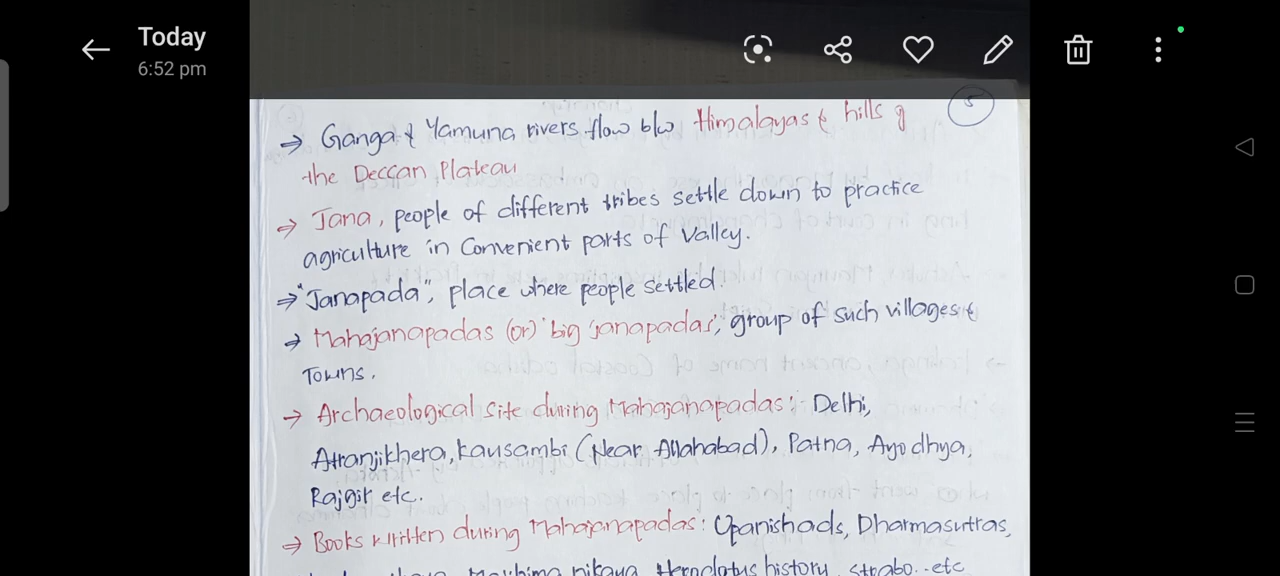 Today
6:52 pm
5
→ Ganga & Yamuna rivers flow b/w Himalayas & hills of
the Deccan Plateau
→ Jana, people of different tribes settle down to practice
agriculture in Convenient parts of Valley.
→ "Janapada", place where people settled.
→ Mahajanapadas (or) 'big janapadas', group of such villages &
Towns.
→ Archaeological site during Mahajanapadas: Delhi,
Atranjikhera, Kausambi (Near Allahabad), Patna, Ayodhya,
Rajgir etc.
→ Books written during Mahajanapadas: Upanishads, Dharmasutras,
Majjhima nikaya, Herodotus history, Strabo..etc